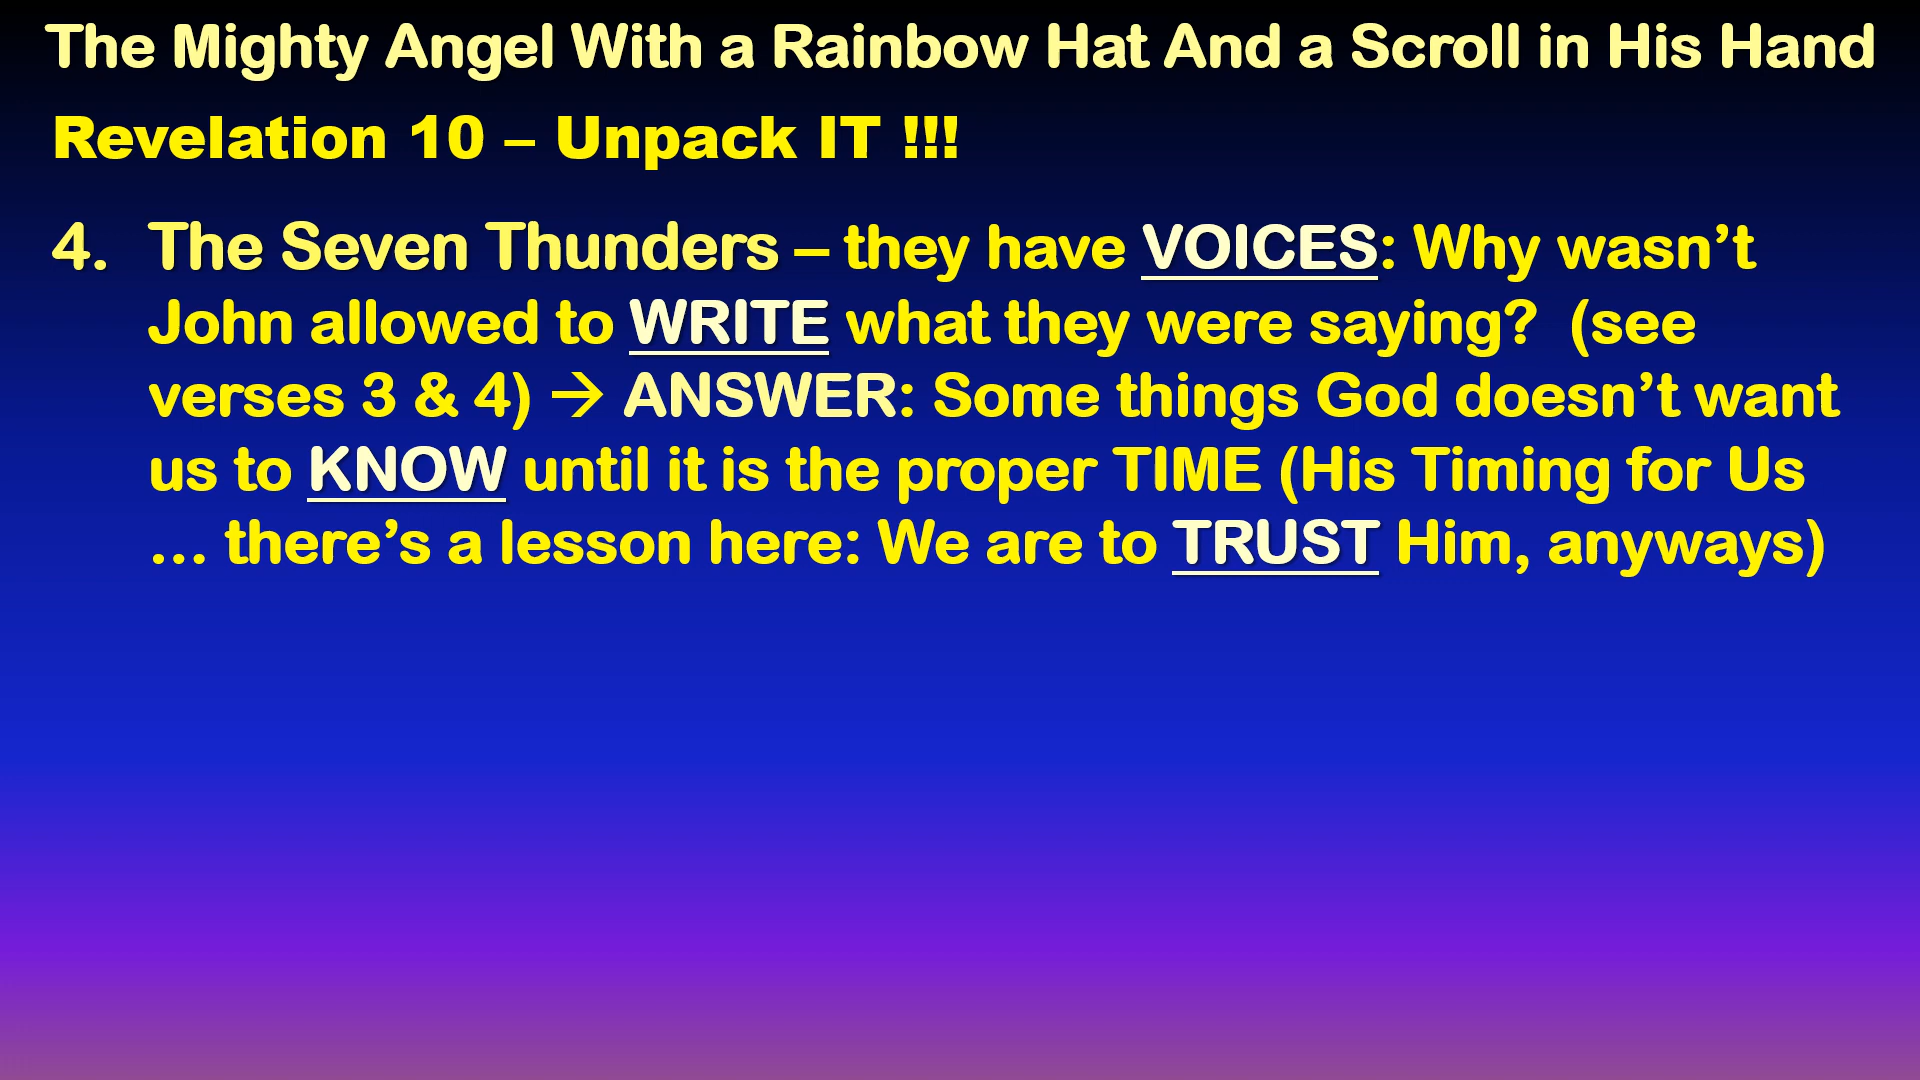 The Mighty Angel With a Rainbow Hat And a Scroll in His Hand
Revelation 10 – Unpack IT !!!
4. The Seven Thunders – they have VOICES: Why wasn’t
John allowed to WRITE what they were saying?  (see
verses 3 & 4) → ANSWER: Some things God doesn’t want
us to KNOW until it is the proper TIME (His Timing for Us
… there’s a lesson here: We are to TRUST Him, anyways)